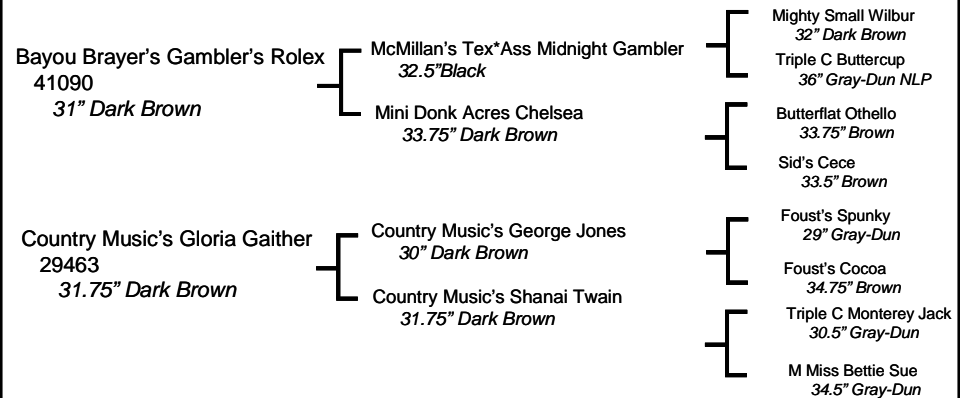 Bayou Brayer's Gambler's Rolex
41090
31" Dark Brown
McMillan's Tex*Ass Midnight Gambler
32.5"Black
Mini Donk Acres Chelsea
33.75" Dark Brown
Mighty Small Wilbur
32" Dark Brown
Triple C Buttercup
36" Gray-Dun NLP
Butterflat Othello
33.75" Brown
Sid's Cece
33.5" Brown
Country Music's Gloria Gaither
29463
31.75" Dark Brown
Country Music's George Jones
30" Dark Brown
Country Music's Shanai Twain
31.75" Dark Brown
Foust's Spunky
29" Gray-Dun
Foust's Cocoa
34.75" Brown
Triple C Monterey Jack
30.5" Gray-Dun
M Miss Bettie Sue
34.5" Gray-Dun